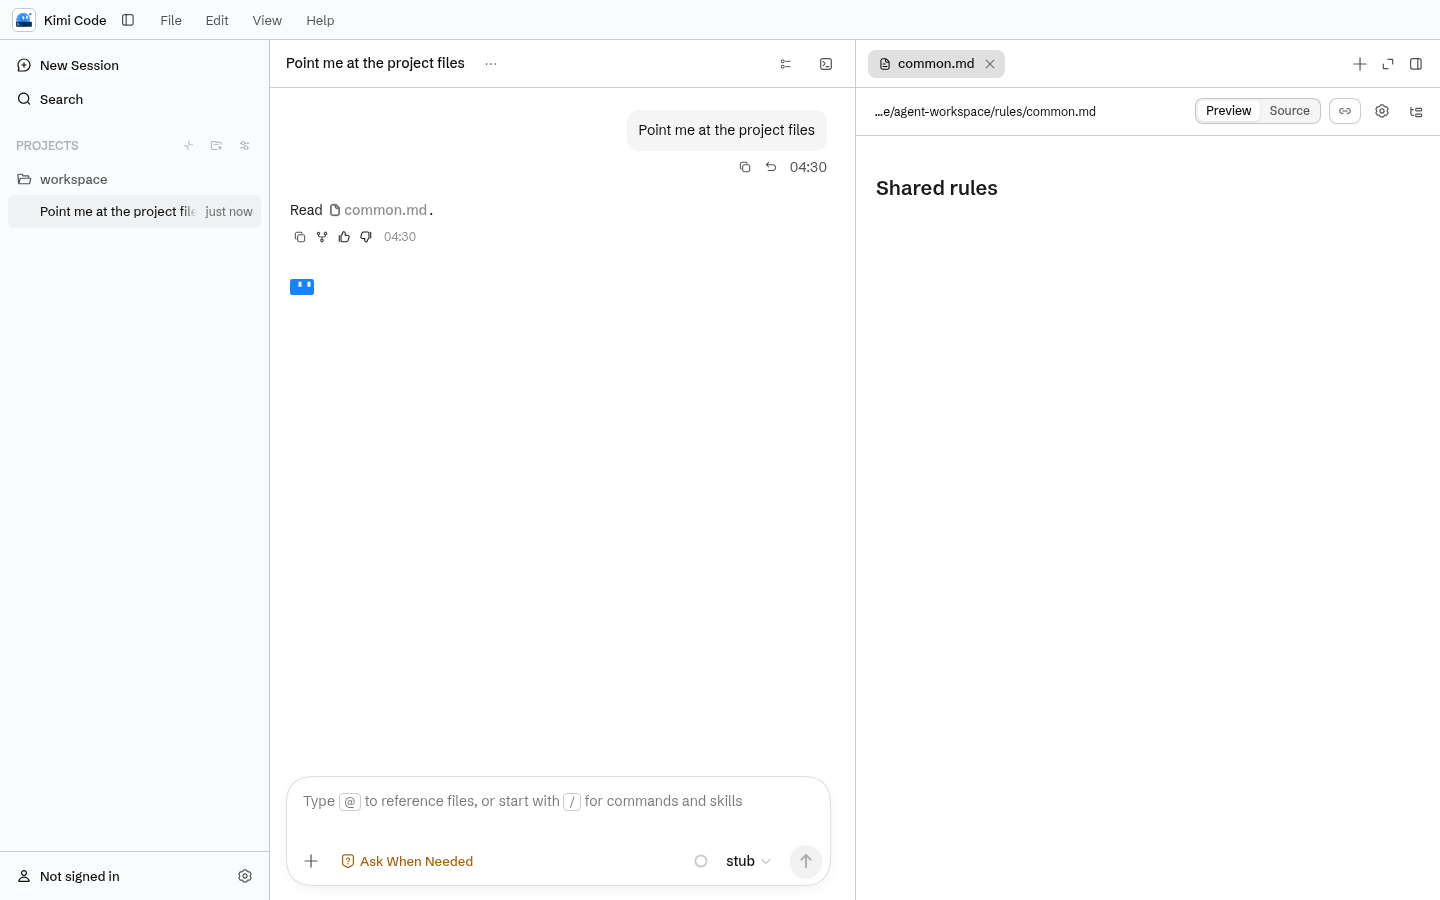 Kimi Code File Edit View Help
New Session
Search
PROJECTS
workspace
Point me at the project file just now
Not signed in
Point me at the project files ...
Point me at the project files
04:30
Read common.md.
04:30
Type @ to reference files, or start with / for commands and skills
Ask When Needed stub
common.md
...e/agent-workspace/rules/common.md Preview Source
Shared rules